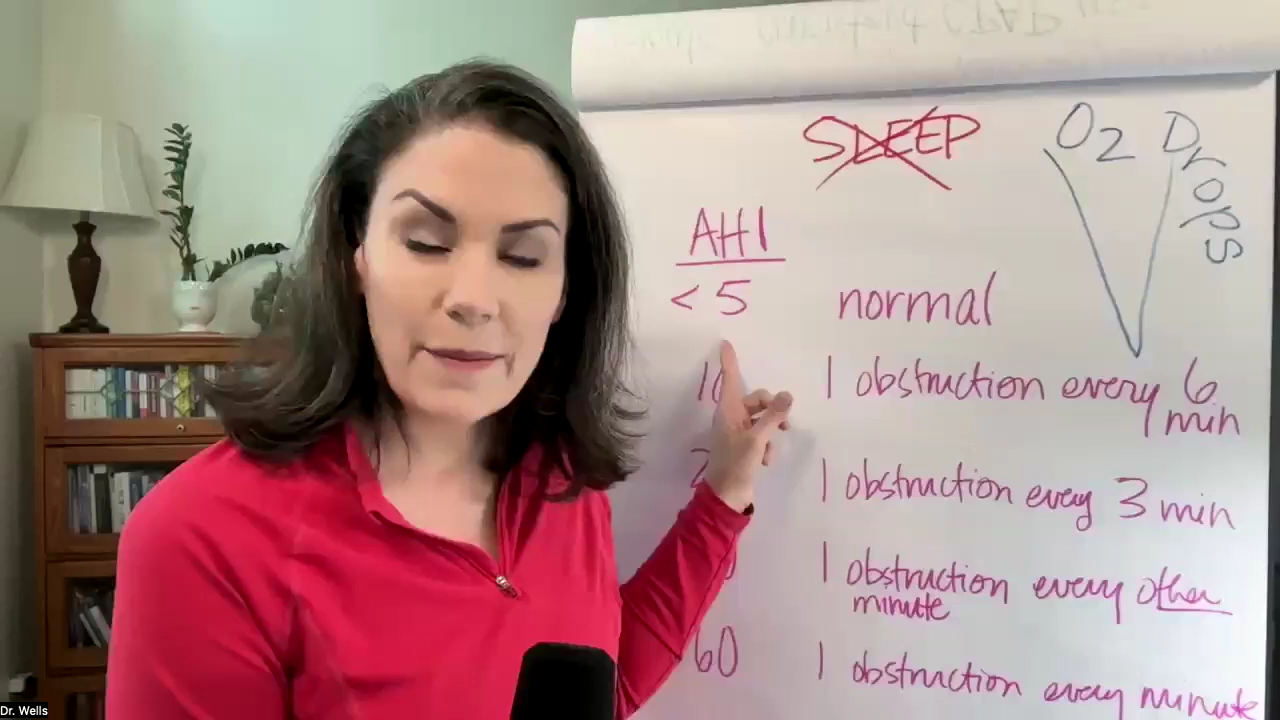 SLEEP
O2 Drops
AHI
< 5 normal
1 obstruction every 6 min
1 obstruction every 3 min
1 obstruction every other minute
60 1 obstruction every minute
Dr. Wells